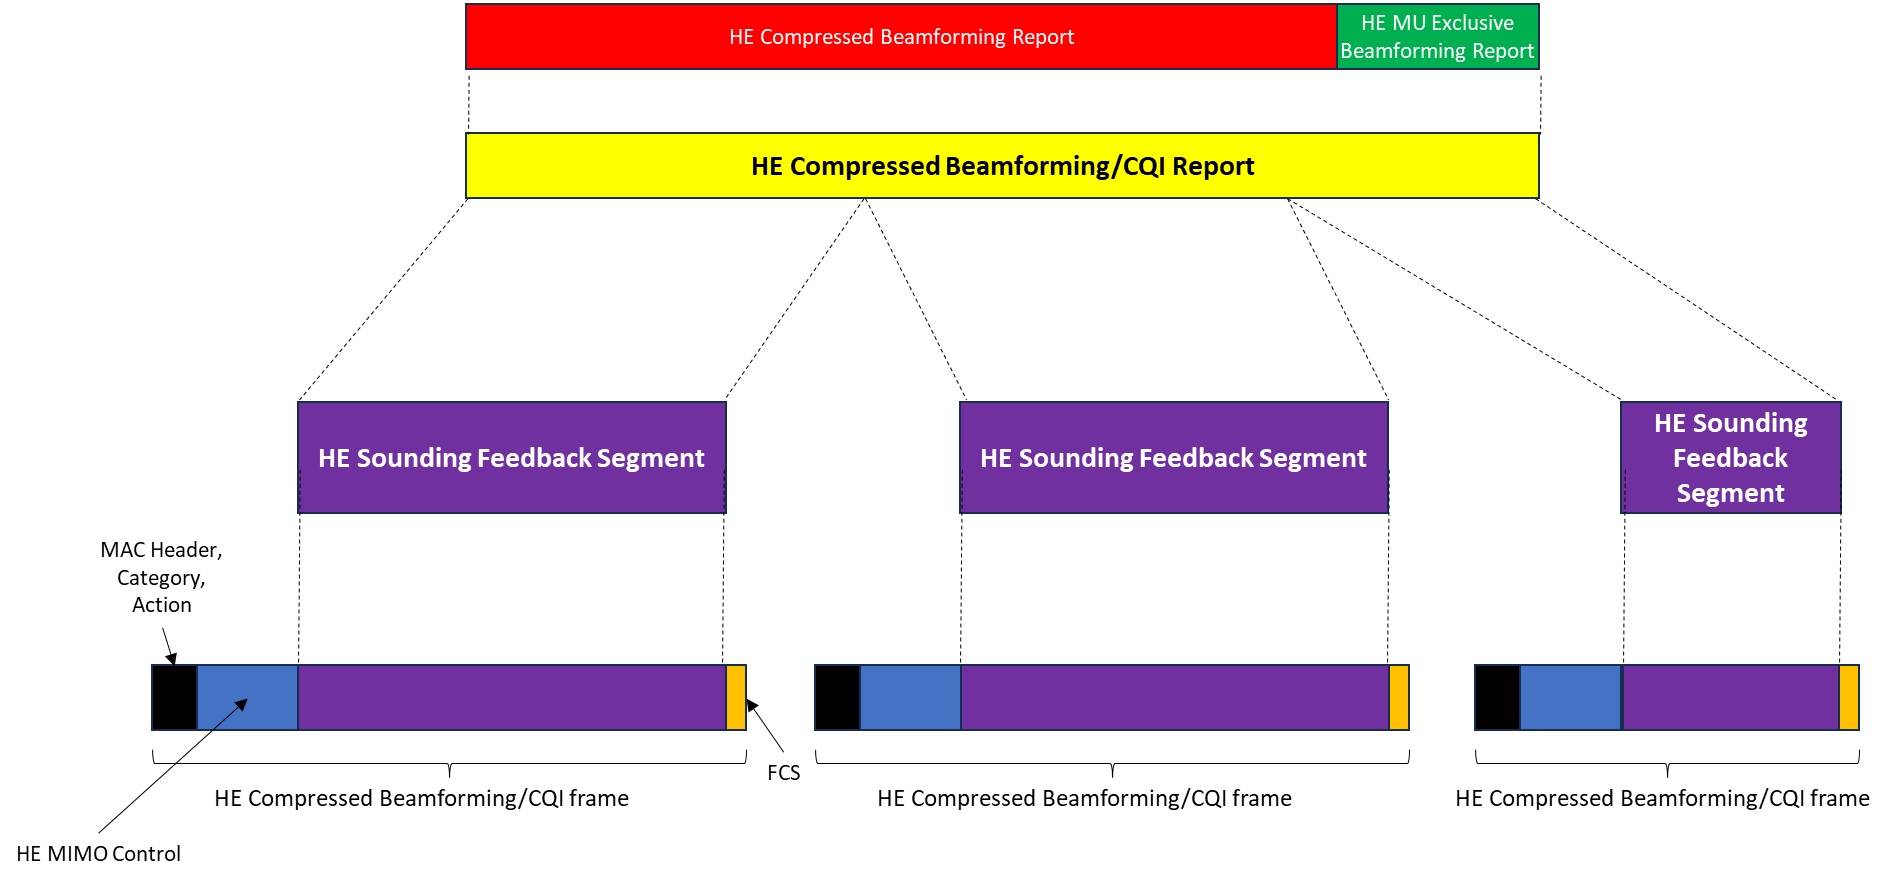 HE Compressed Beamforming Report
HE MU Exclusive
Beamforming Report
HE Compressed Beamforming/CQI Report
HE Sounding Feedback Segment
HE Sounding Feedback Segment
HE Sounding
Feedback
Segment
MAC Header,
Category,
Action
FCS
HE Compressed Beamforming/CQI frame
HE Compressed Beamforming/CQI frame
HE Compressed Beamforming/CQI frame
HE MIMO Control